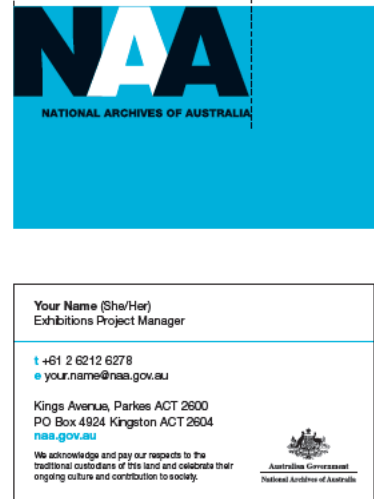 NAA
NATIONAL ARCHIVES OF AUSTRALIA
Your Name (She/Her)
Exhibitions Project Manager
t +61 2 6212 6278
e your.name@naa.gov.au
Kings Avenue, Parkes ACT 2600
PO Box 4924 Kingston ACT 2604
naa.gov.au
We acknowledge and pay our respects to the
traditional custodians of this land and celebrate their
ongoing culture and contribution to society.
Australian Government
National Archives of Australia